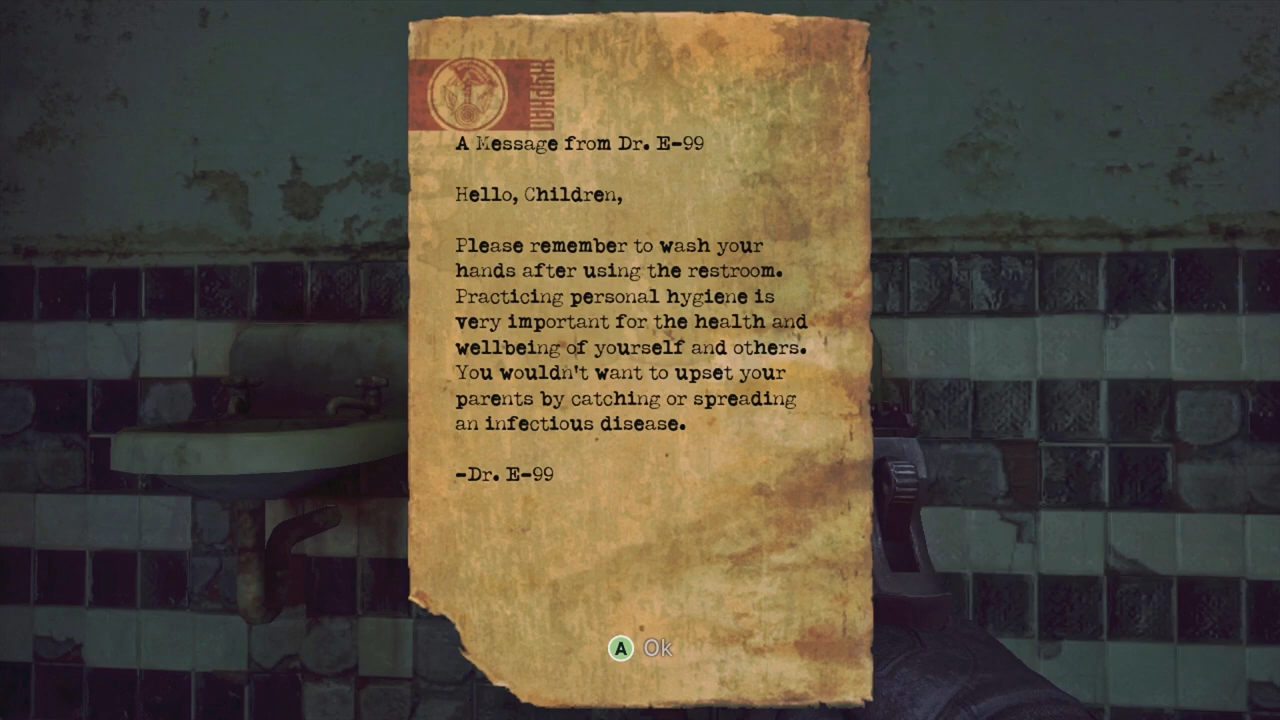 A Message from Dr. E-99
Hello, Children,
Please remember to wash your
hands after using the restroom.
Practicing personal hygiene is
very important for the health and
wellbeing of yourself and others.
You wouldn't want to upset your
parents by catching or spreading
an infectious disease.
-Dr. E-99
A Ok